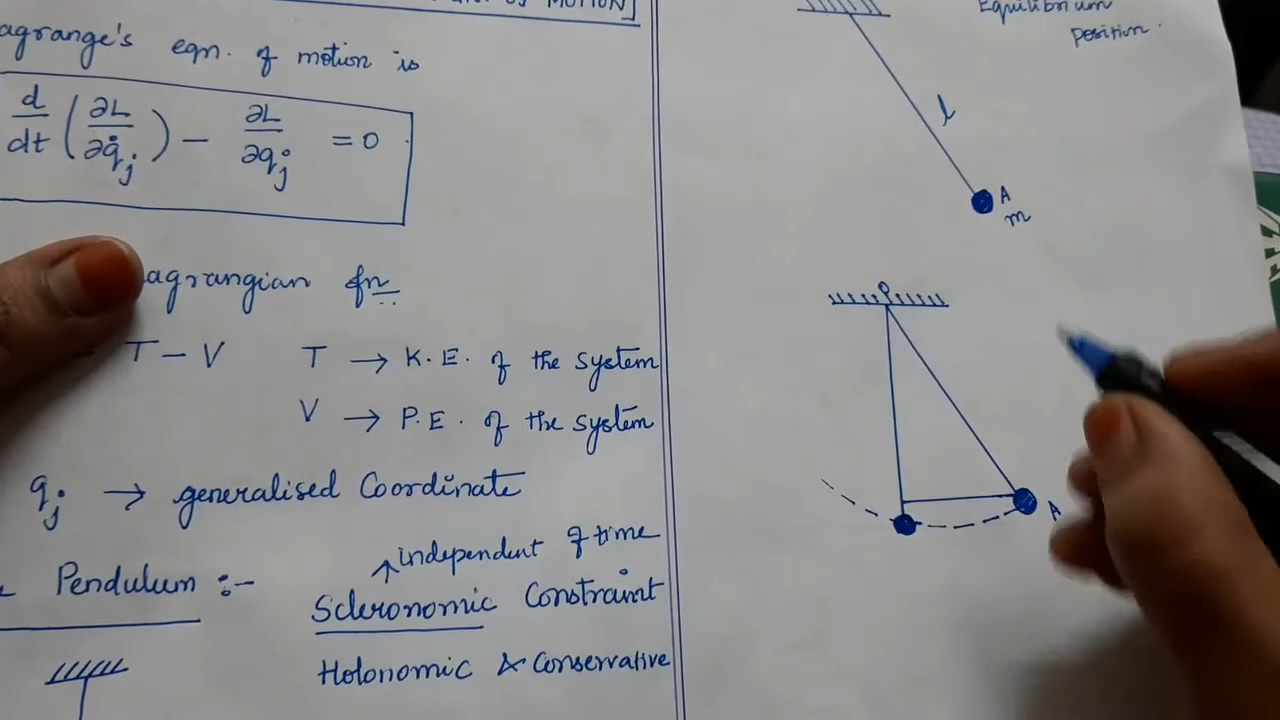 OF MOTION]
agrange's eqn. of motion is
d/dt (∂L/∂q̇j) - ∂L/∂qj = 0
agrangian fn
- T - V T → K.E. of the system
V → P.E. of the system
qj → generalised Coordinate
↗ independent of time
Pendulum :- Scleronomic Constraint
Holonomic & Conservative
Equilibrium
position.
l
A
m
P
A